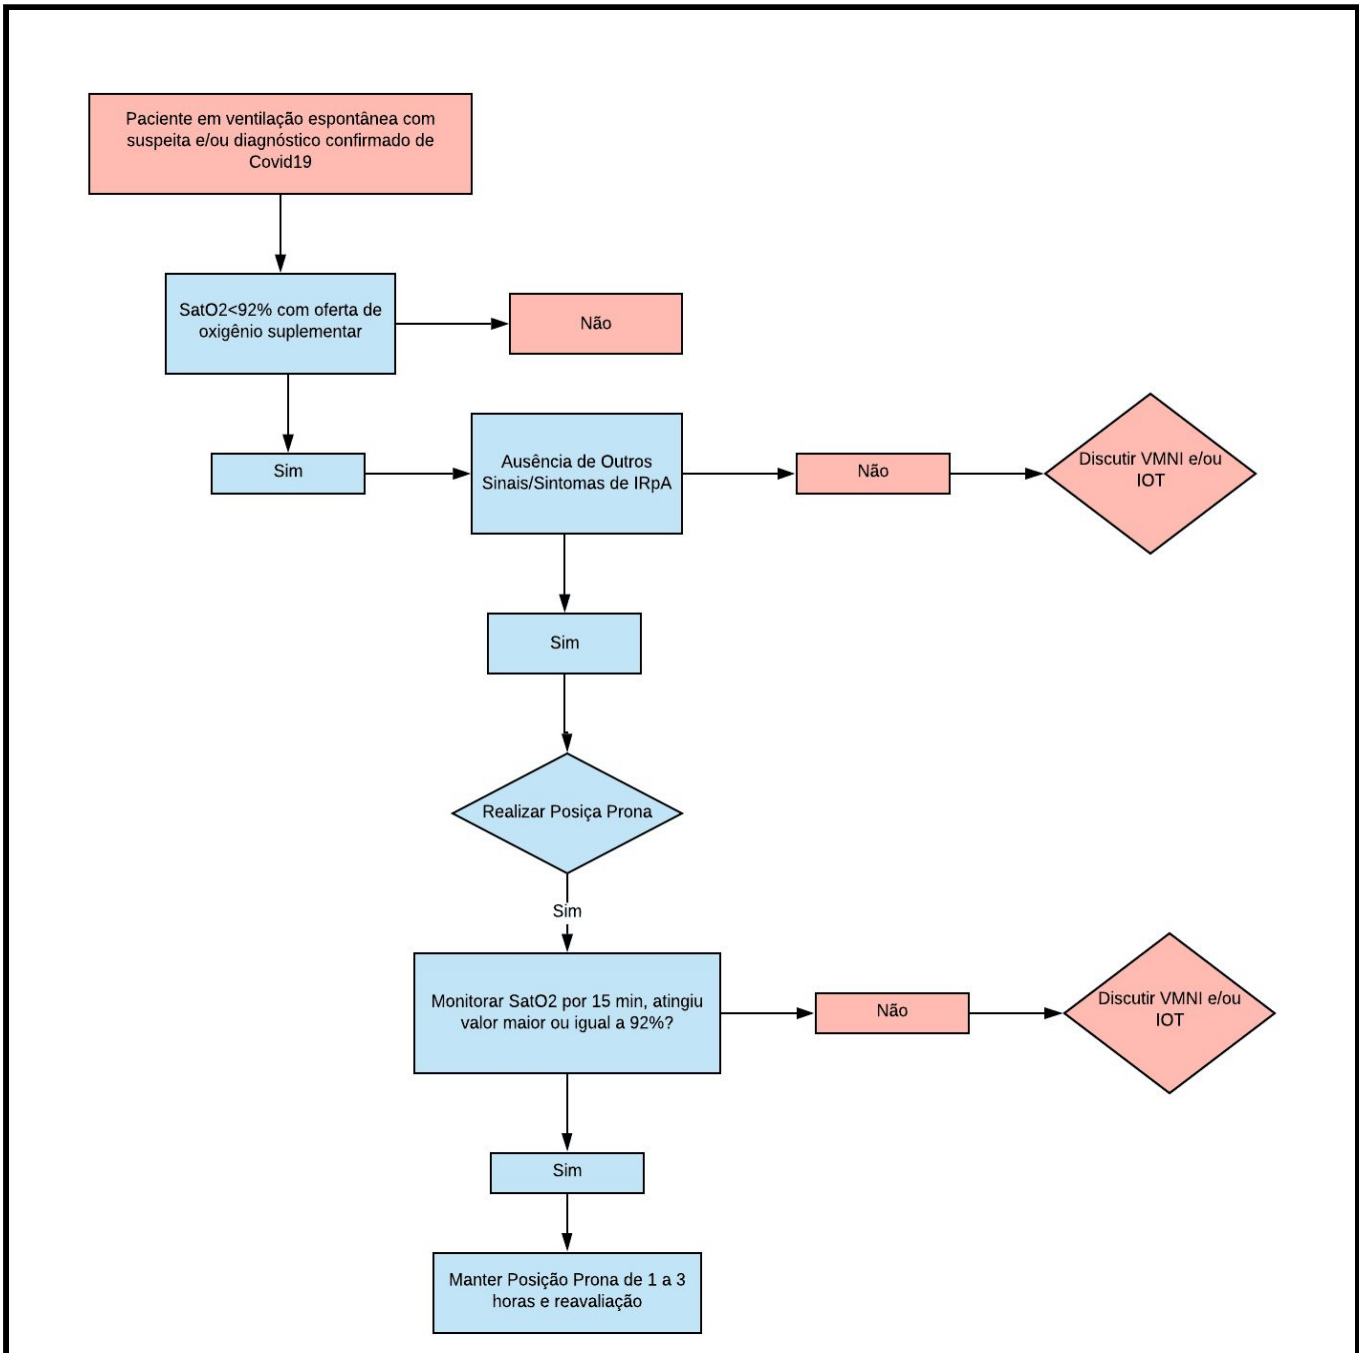 Paciente em ventilação espontânea com
suspeita e/ou diagnóstico confirmado de
Covid19
SatO2<92% com oferta de
oxigênio suplementar
Não
Sim
Ausência de Outros
Sinais/Sintomas de IRpA
Não
Discutir VMNI e/ou
IOT
Sim
Realizar Posiça Prona
Sim
Monitorar SatO2 por 15 min, atingiu
valor maior ou igual a 92%?
Não
Discutir VMNI e/ou
IOT
Sim
Manter Posição Prona de 1 a 3
horas e reavaliação